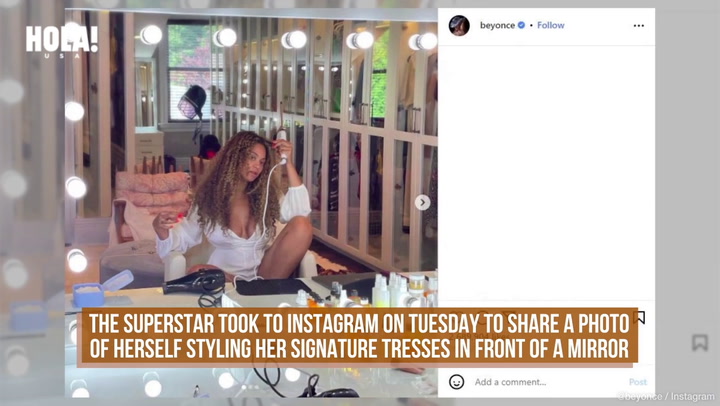 HOLA!
USA
beyonce • Follow
THE SUPERSTAR TOOK TO INSTAGRAM ON TUESDAY TO SHARE A PHOTO
OF HERSELF STYLING HER SIGNATURE TRESSES IN FRONT OF A MIRROR
Add a comment...
Post
©beyonce / Instagram